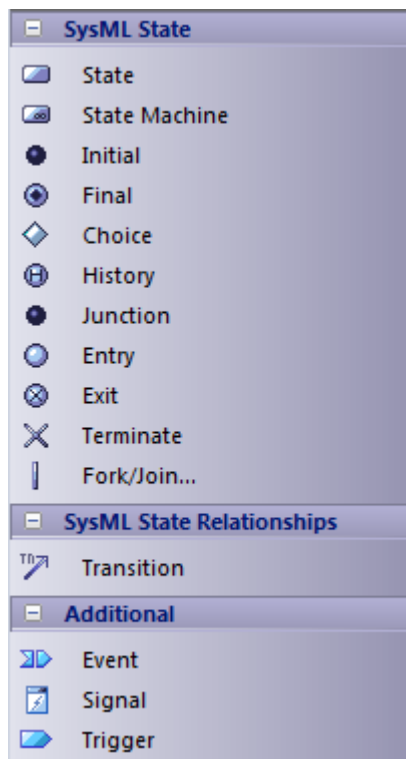 SysML State
State
State Machine
Initial
Final
Choice
History
Junction
Entry
Exit
Terminate
Fork/Join...
SysML State Relationships
Transition
Additional
Event
Signal
Trigger